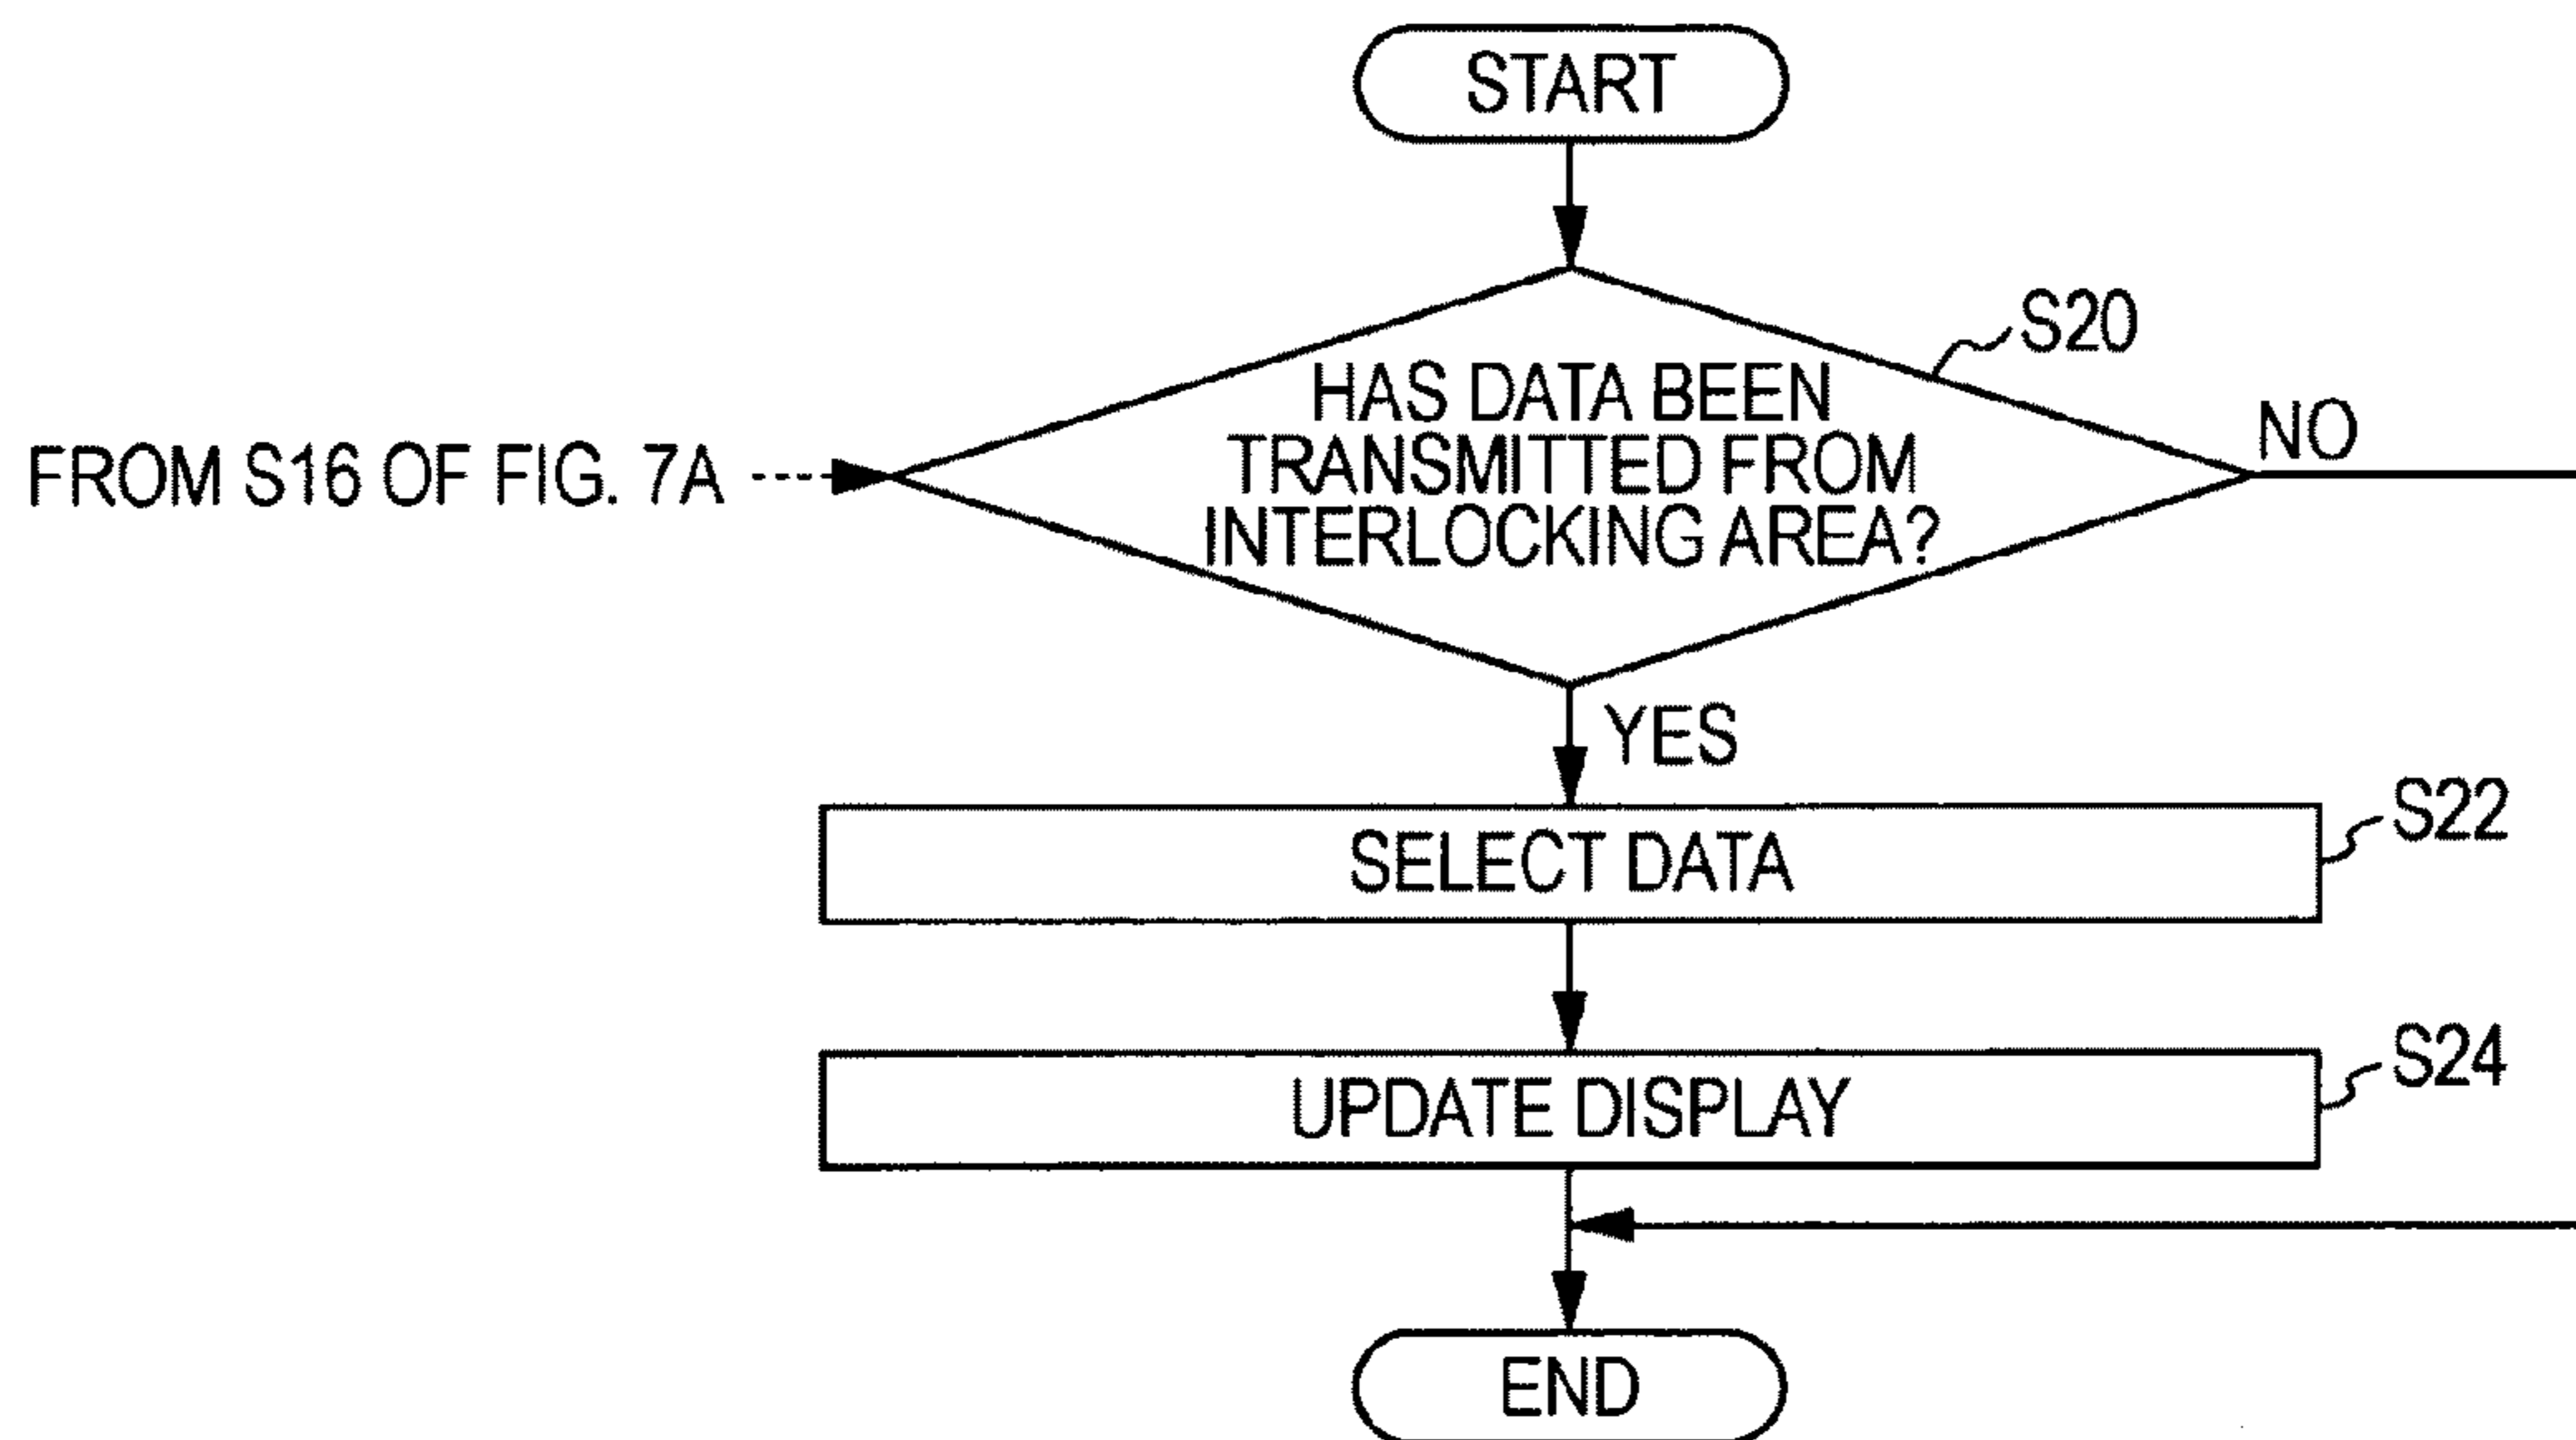 START
S20
HAS DATA BEEN
TRANSMITTED FROM
INTERLOCKING AREA?
NO
FROM S16 OF FIG. 7A
YES
S22
SELECT DATA
S24
UPDATE DISPLAY
END